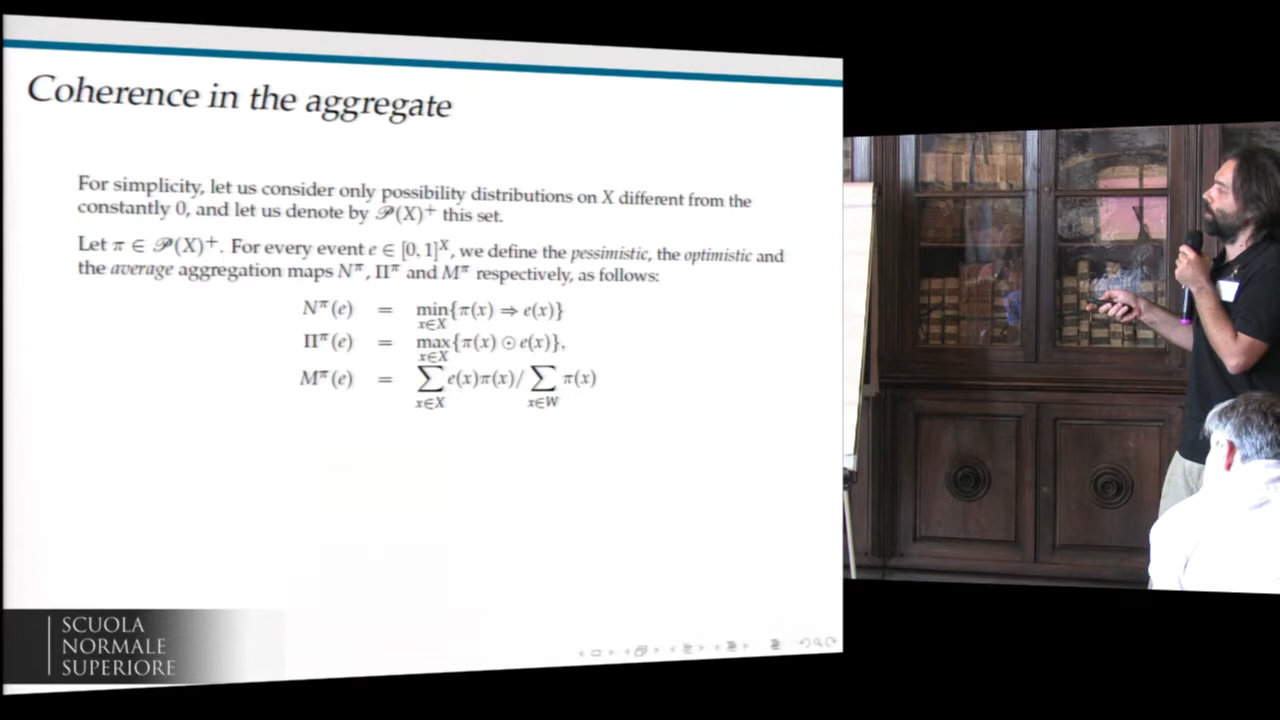 Coherence in the aggregate
For simplicity, let us consider only possibility distributions on X different from the
constantly 0, and let us denote by 𝒫(X)⁺ this set.
Let π ∈ 𝒫(X)⁺. For every event e ∈ [0, 1]^X, we define the pessimistic, the optimistic and
the average aggregation maps N^π, Π^π and M^π respectively, as follows:
N^π(e) = min_{x∈X}{π(x) ⇒ e(x)}
Π^π(e) = max_{x∈X}{π(x) ⊙ e(x)},
M^π(e) = ∑_{x∈X} e(x)π(x)/ ∑_{x∈W} π(x)
SCUOLA
NORMALE
SUPERIORE